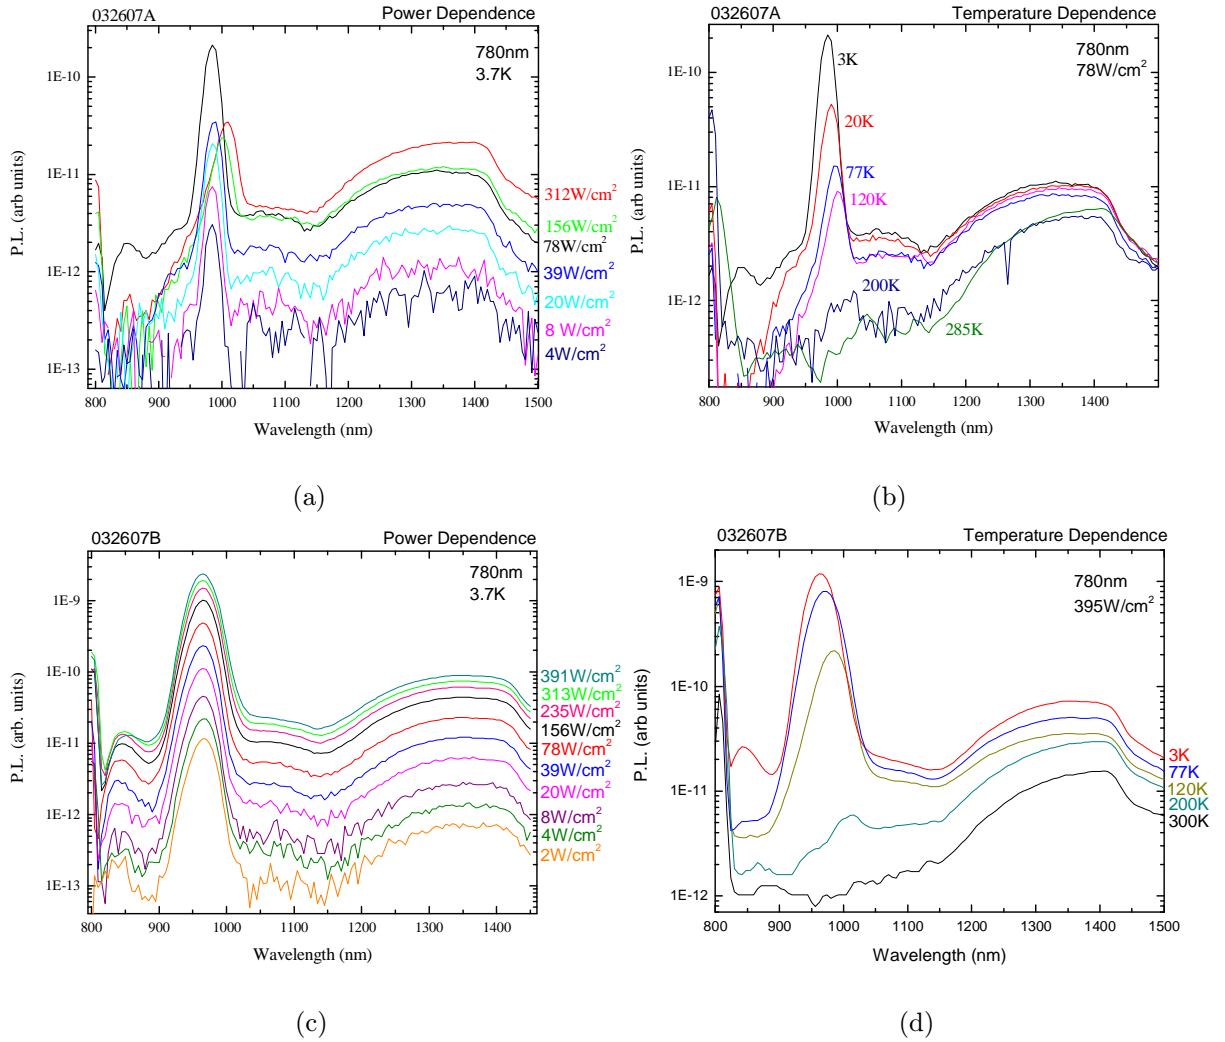 032607A
Power Dependence
780nm
3.7K
1E-10
1E-11
1E-12
1E-13
P.L. (arb units)
312W/cm²
156W/cm²
78W/cm²
39W/cm²
20W/cm²
8 W/cm²
4W/cm²
800 900 1000 1100 1200 1300 1400 1500
Wavelength (nm)
(a)
032607A
Temperature Dependence
780nm
78W/cm²
3K
20K
77K
120K
200K
285K
1E-10
1E-11
1E-12
P.L. (arb units)
800 900 1000 1100 1200 1300 1400
Wavelength (nm)
(b)
032607B
Power Dependence
780nm
3.7K
1E-9
1E-10
1E-11
1E-12
1E-13
P.L. (arb. units)
391W/cm²
313W/cm²
235W/cm²
156W/cm²
78W/cm²
39W/cm²
20W/cm²
8W/cm²
4W/cm²
2W/cm²
800 900 1000 1100 1200 1300 1400
Wavelength (nm)
(c)
032607B
Temperature Dependence
780nm
395W/cm²
1E-9
1E-10
1E-11
1E-12
P.L. (arb units)
3K
77K
120K
200K
300K
800 900 1000 1100 1200 1300 1400 1500
Wavelength (nm)
(d)